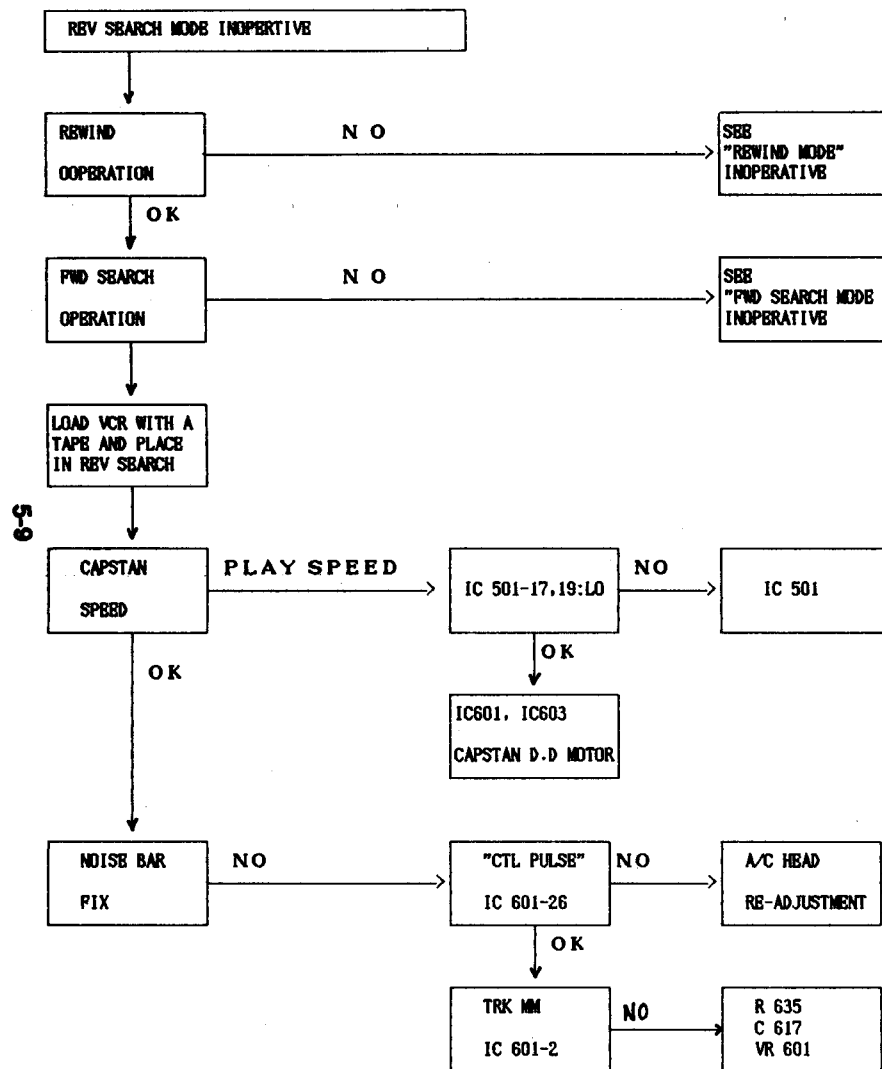 REV SEARCH MODE INOPERTIVE
REWIND
OOPERATION
N O
SEE
"REWIND MODE"
INOPERATIVE
OK
FWD SEARCH
OPERATION
N O
SEE
"FWD SEARCH MODE
INOPERATIVE
LOAD VCR WITH A
TAPE AND PLACE
IN REV SEARCH
5-9
CAPSTAN
SPEED
PLAY SPEED
IC 501-17,19:LO
NO
IC 501
OK
OK
IC601, IC603
CAPSTAN D.D MOTOR
NOISE BAR
FIX
NO
"CTL PULSE"
IC 601-26
NO
A/C HEAD
RE-ADJUSTMENT
OK
TRK MM
IC 601-2
NO
R 635
C 617
VR 601